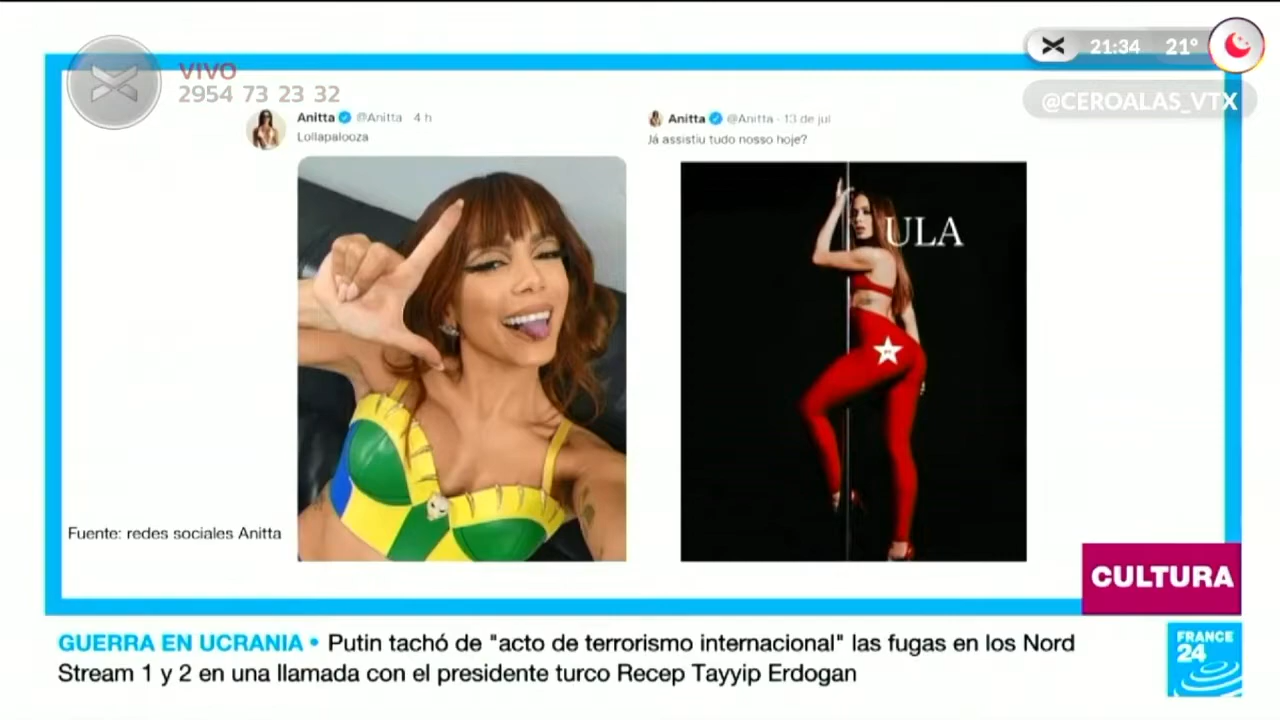 21:34 21°
VIVO
2954 73 23 32
@CEROALAS_VTX
Anitta @Anitta 4 h
Lollapalooza
Anitta @Anitta · 13 de jul
Já assistiu tudo nosso hoje?
ULA
Fuente: redes sociales Anitta
CULTURA
GUERRA EN UCRANIA • Putin tachó de "acto de terrorismo internacional" las fugas en los Nord
Stream 1 y 2 en una llamada con el presidente turco Recep Tayyip Erdogan
FRANCE
24